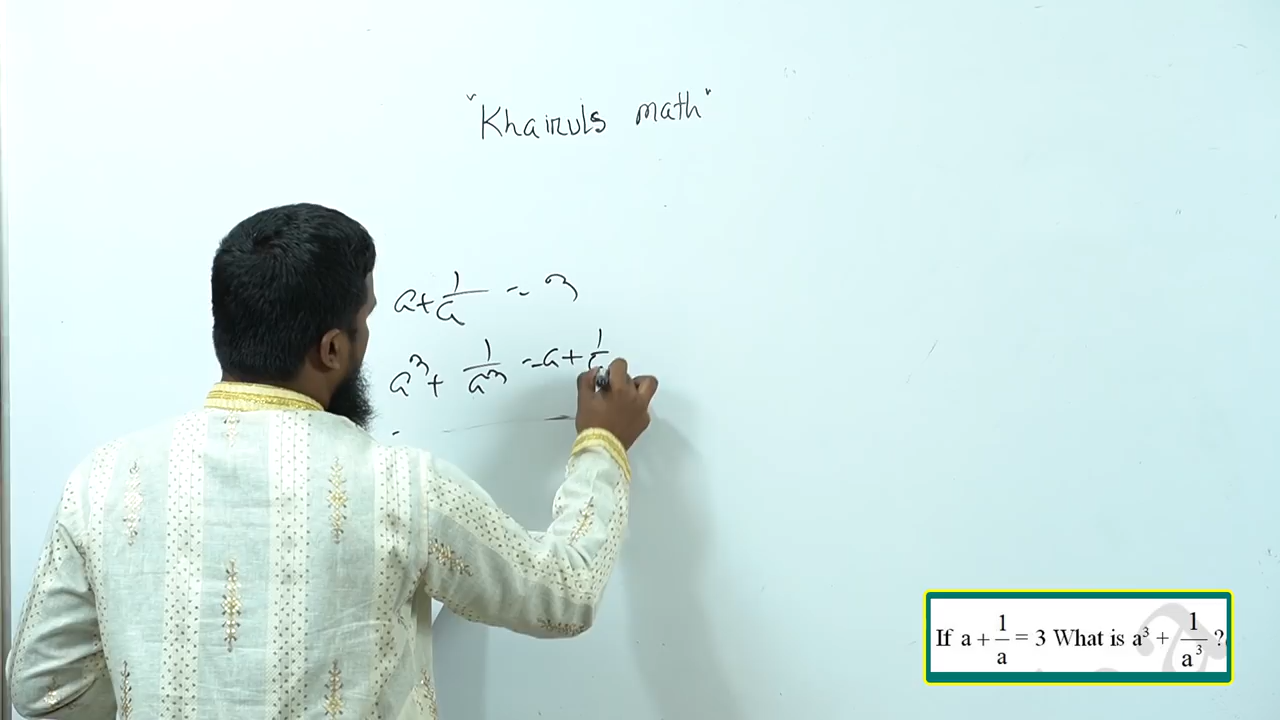 "Khairuls math"
a + 1/a = 3
a³ + 1/a³ = a + 1/
If a + 1/a = 3 What is a³ + 1/a³ ?